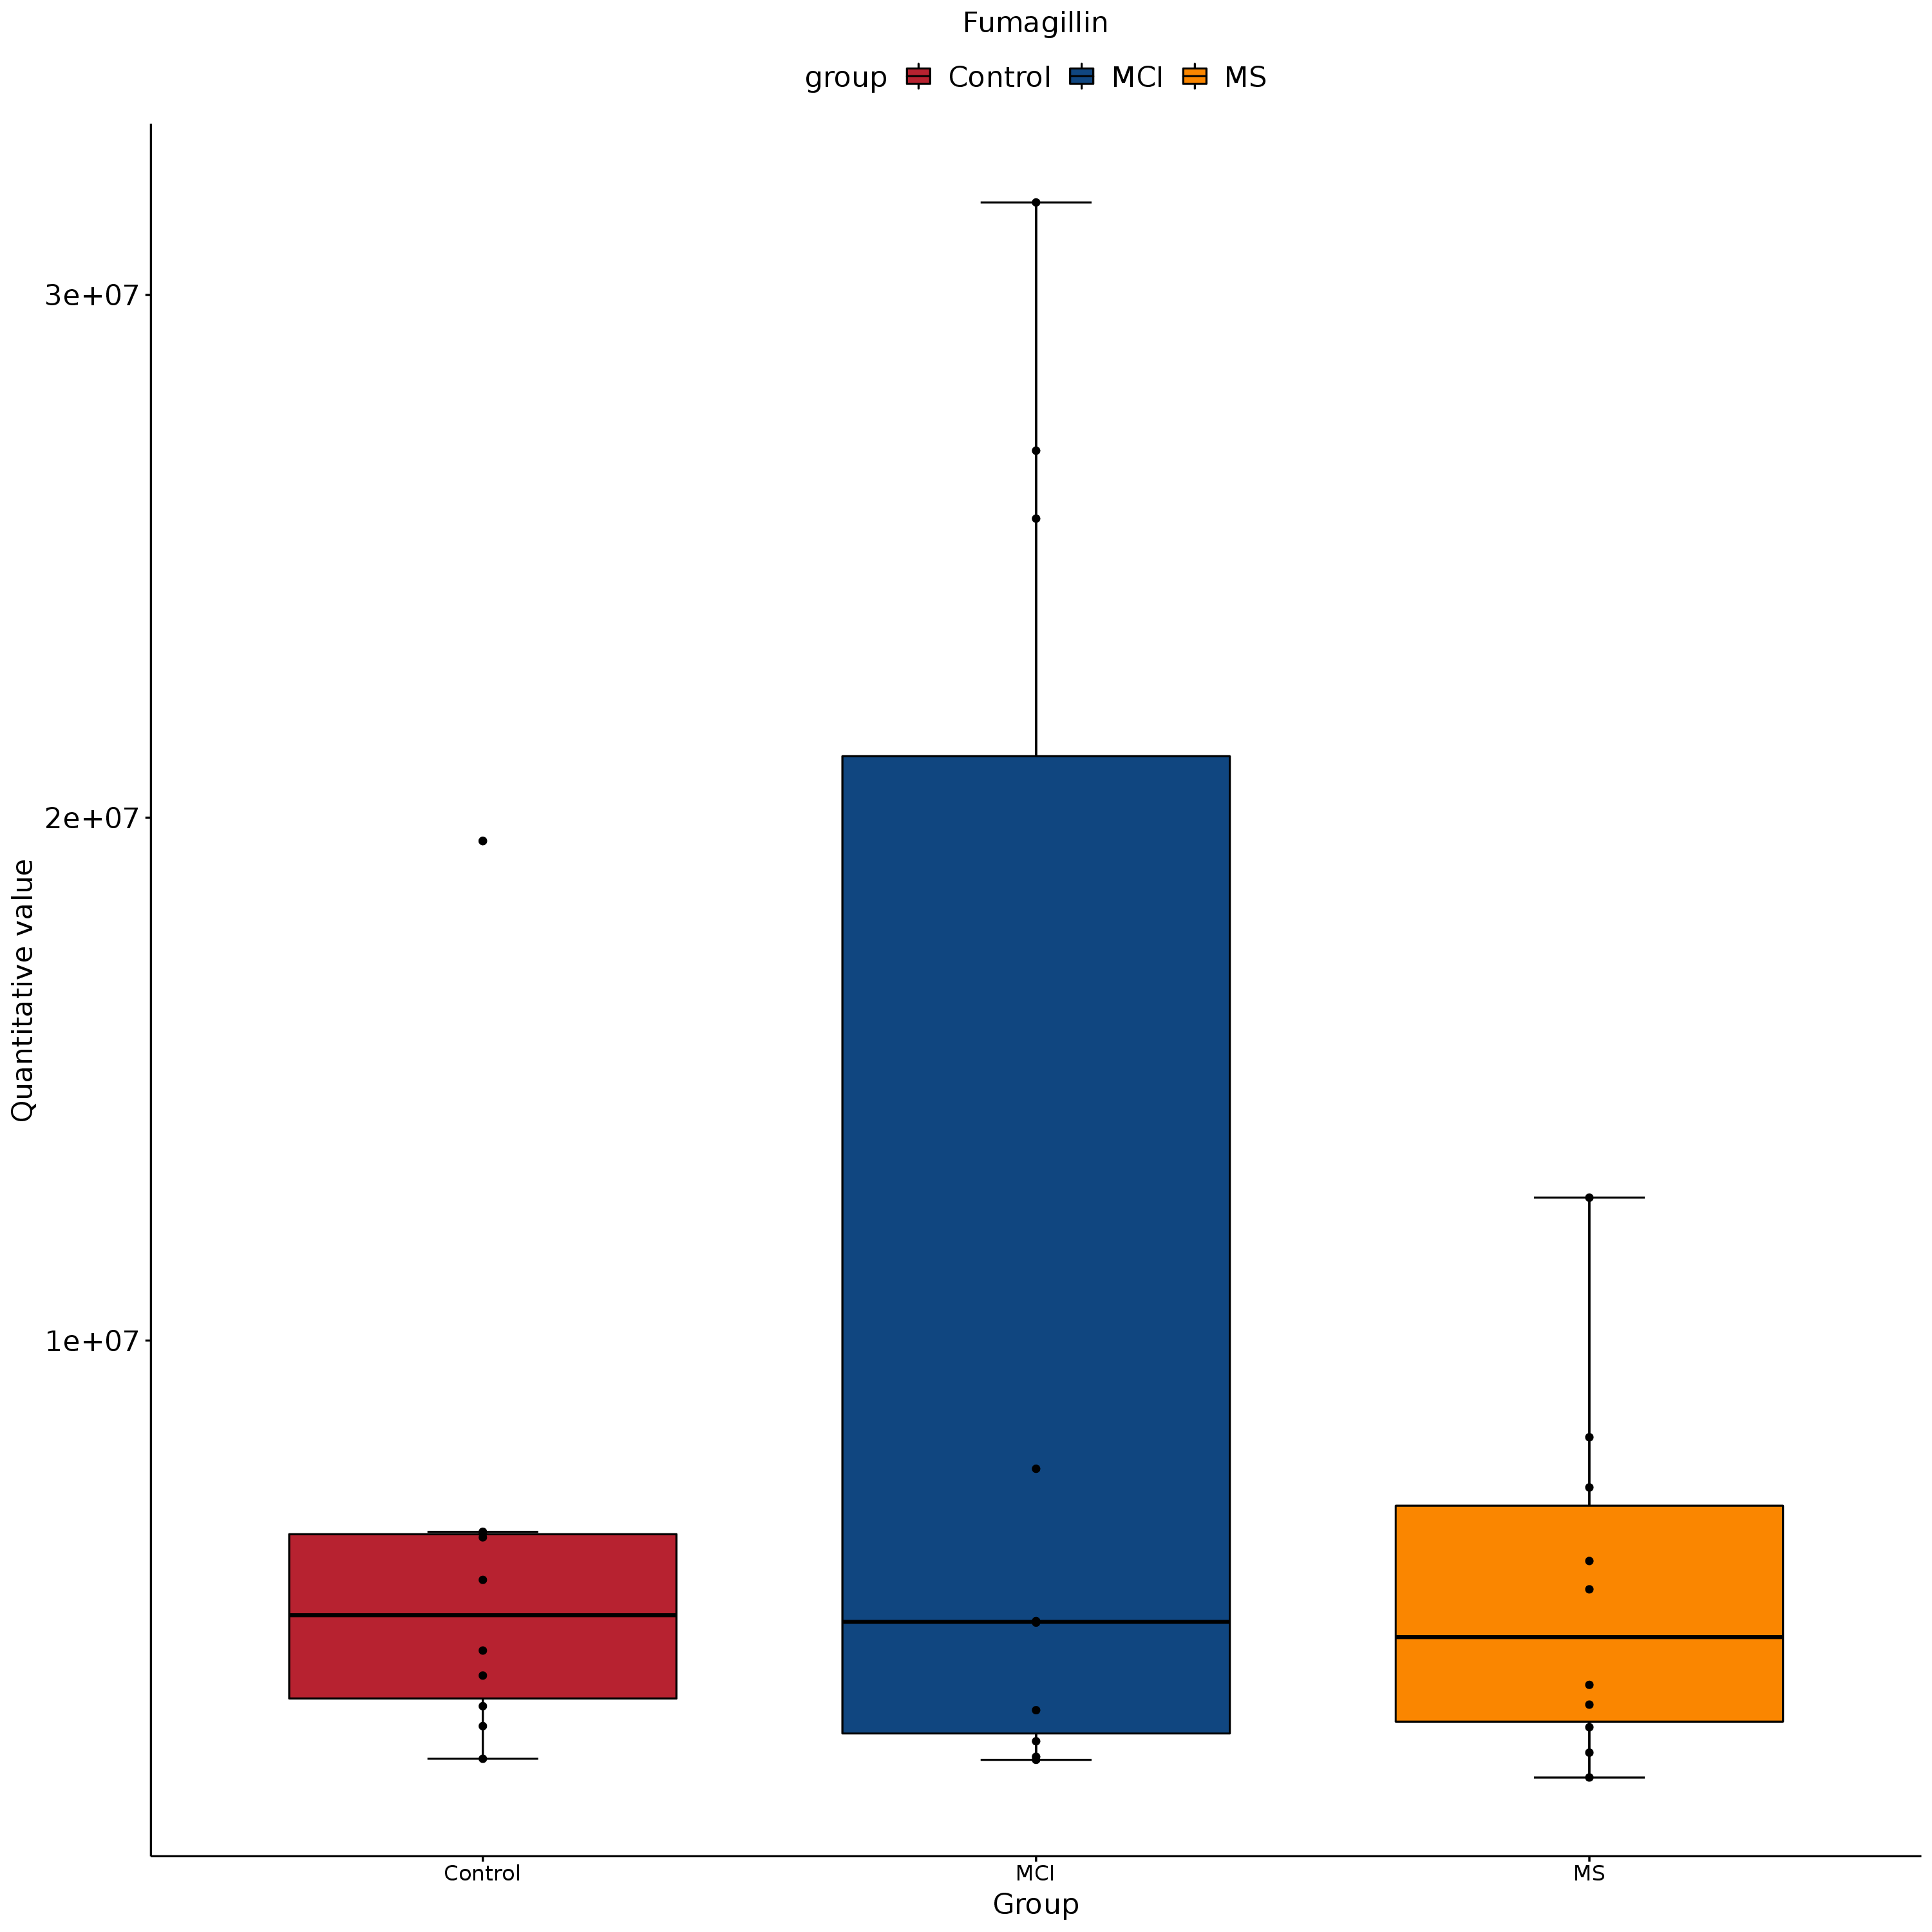 Fumagillin
group Control MCI MS
Quantitative value
3e+07
2e+07
1e+07
Control MCI MS
Group